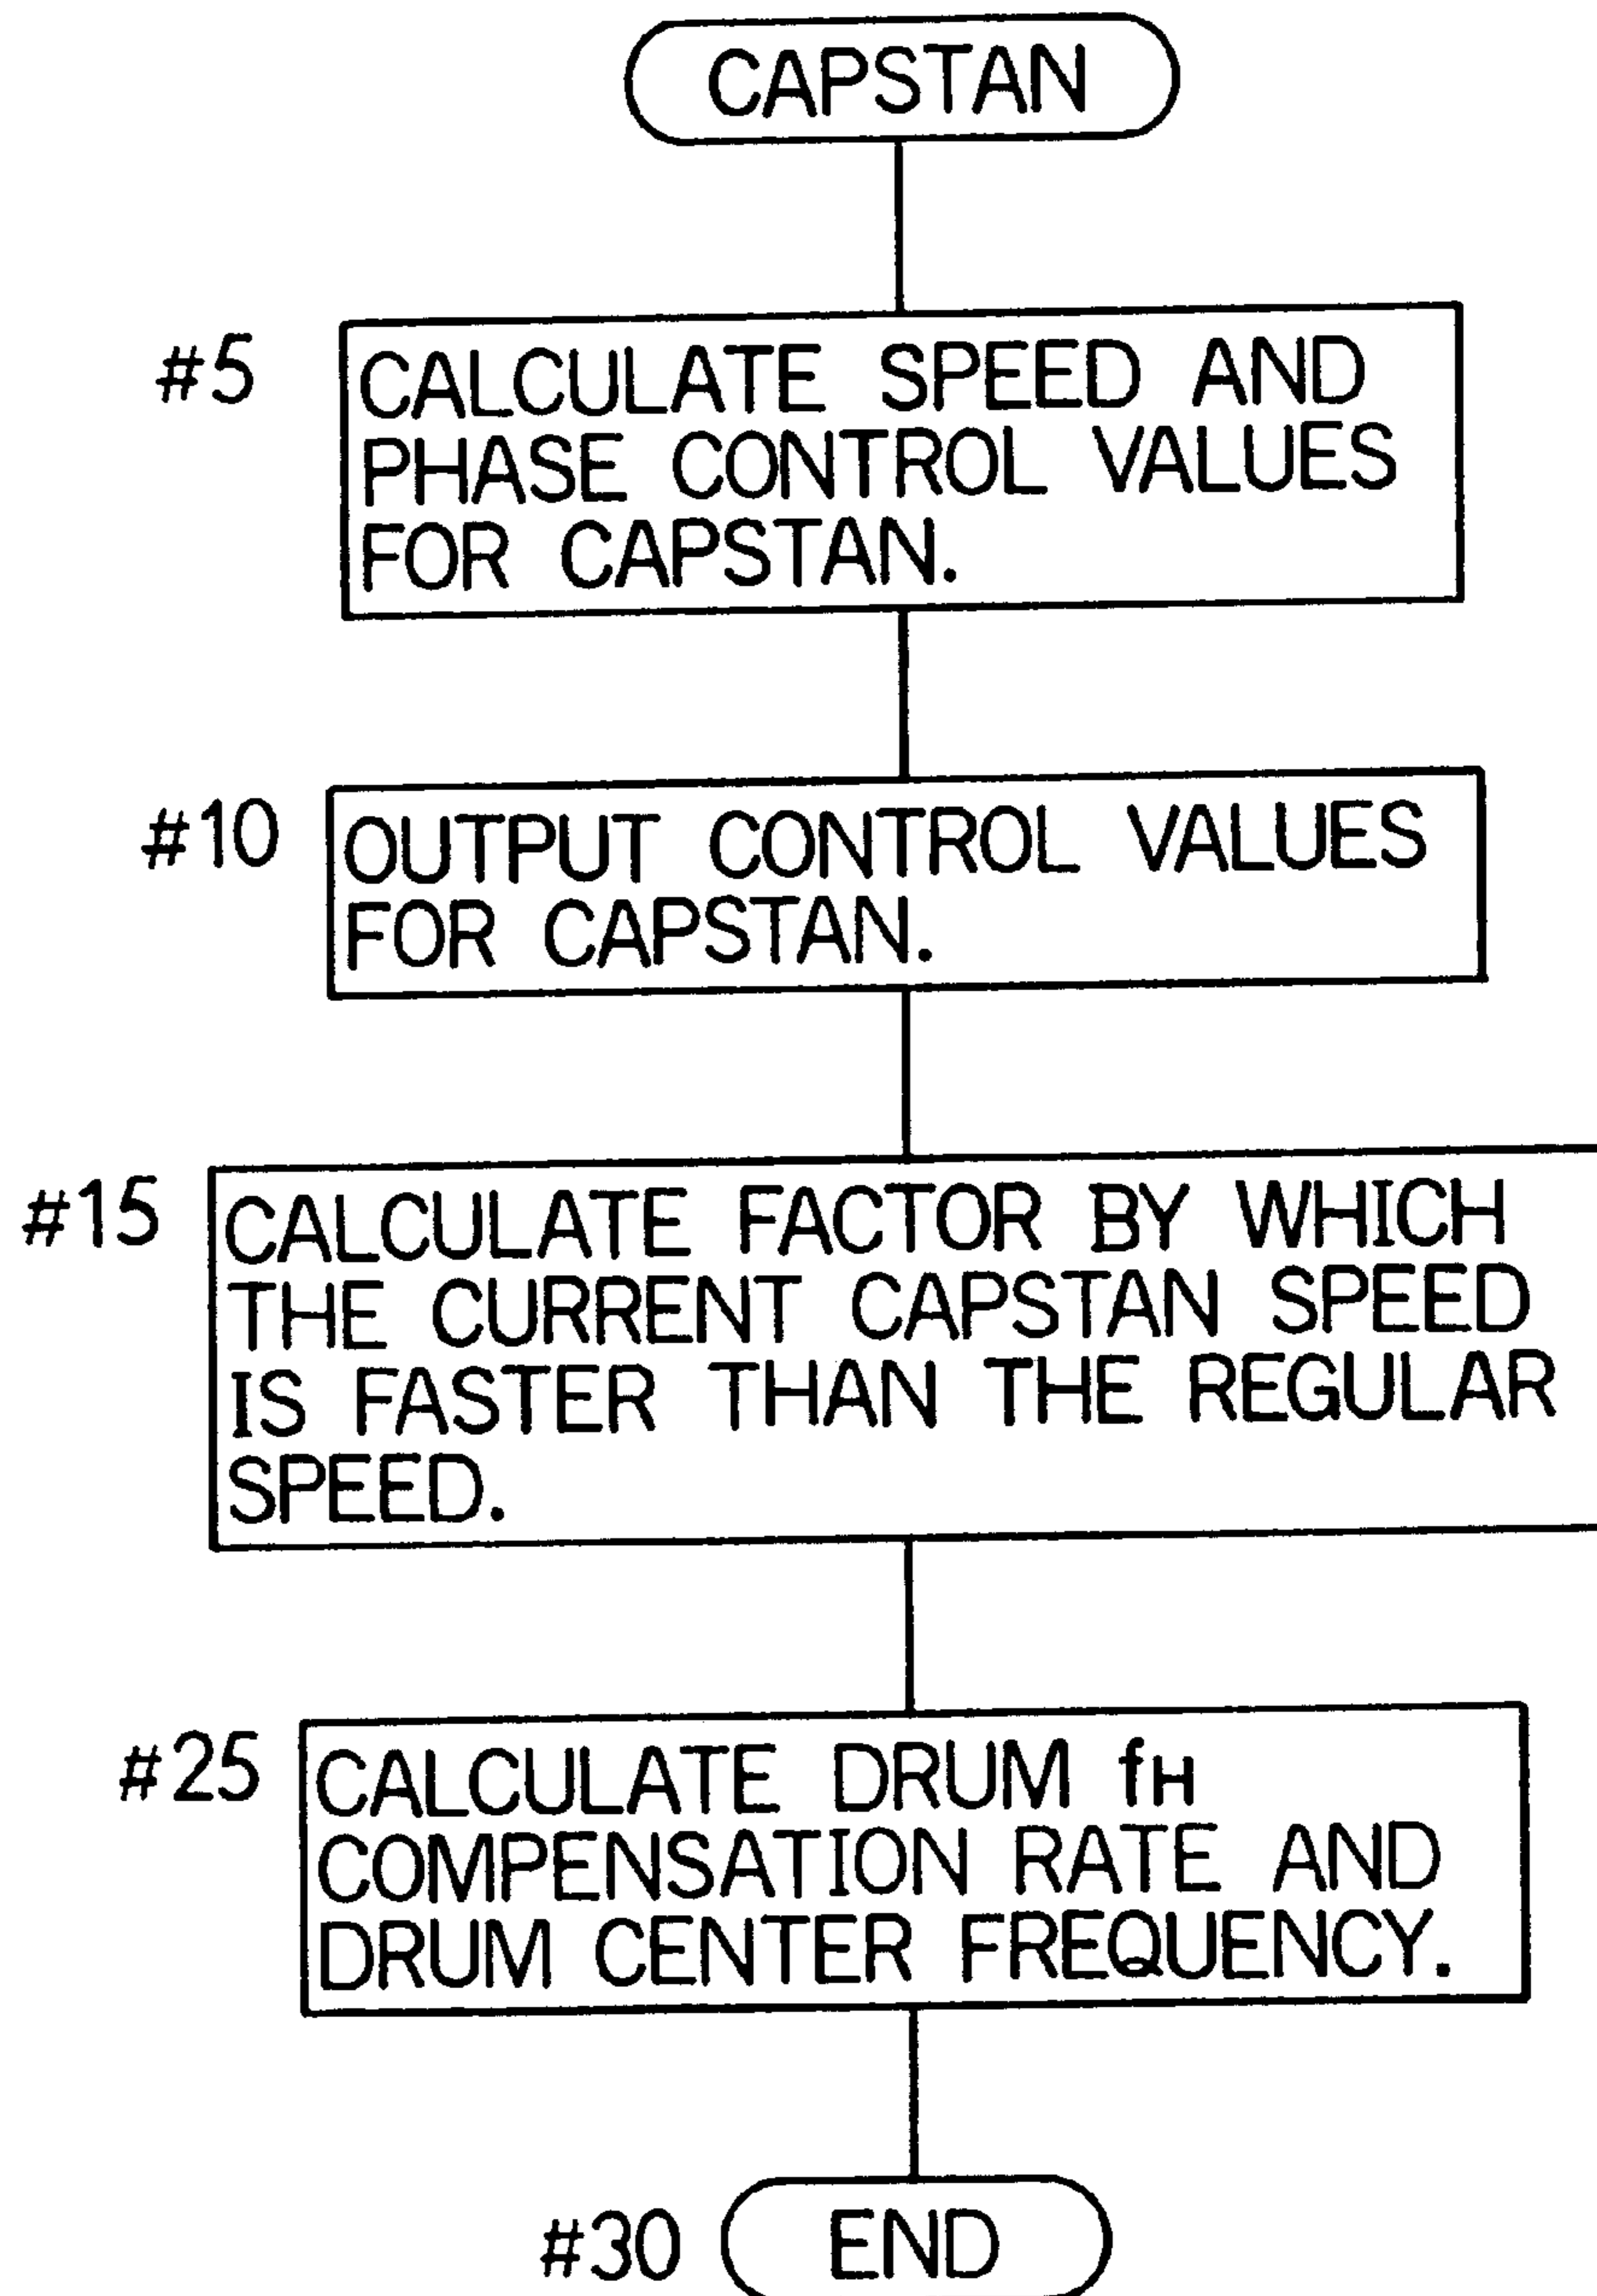 CAPSTAN
#5
CALCULATE SPEED AND
PHASE CONTROL VALUES
FOR CAPSTAN.
#10
OUTPUT CONTROL VALUES
FOR CAPSTAN.
#15
CALCULATE FACTOR BY WHICH
THE CURRENT CAPSTAN SPEED
IS FASTER THAN THE REGULAR
SPEED.
#25
CALCULATE DRUM fH
COMPENSATION RATE AND
DRUM CENTER FREQUENCY.
#30
END